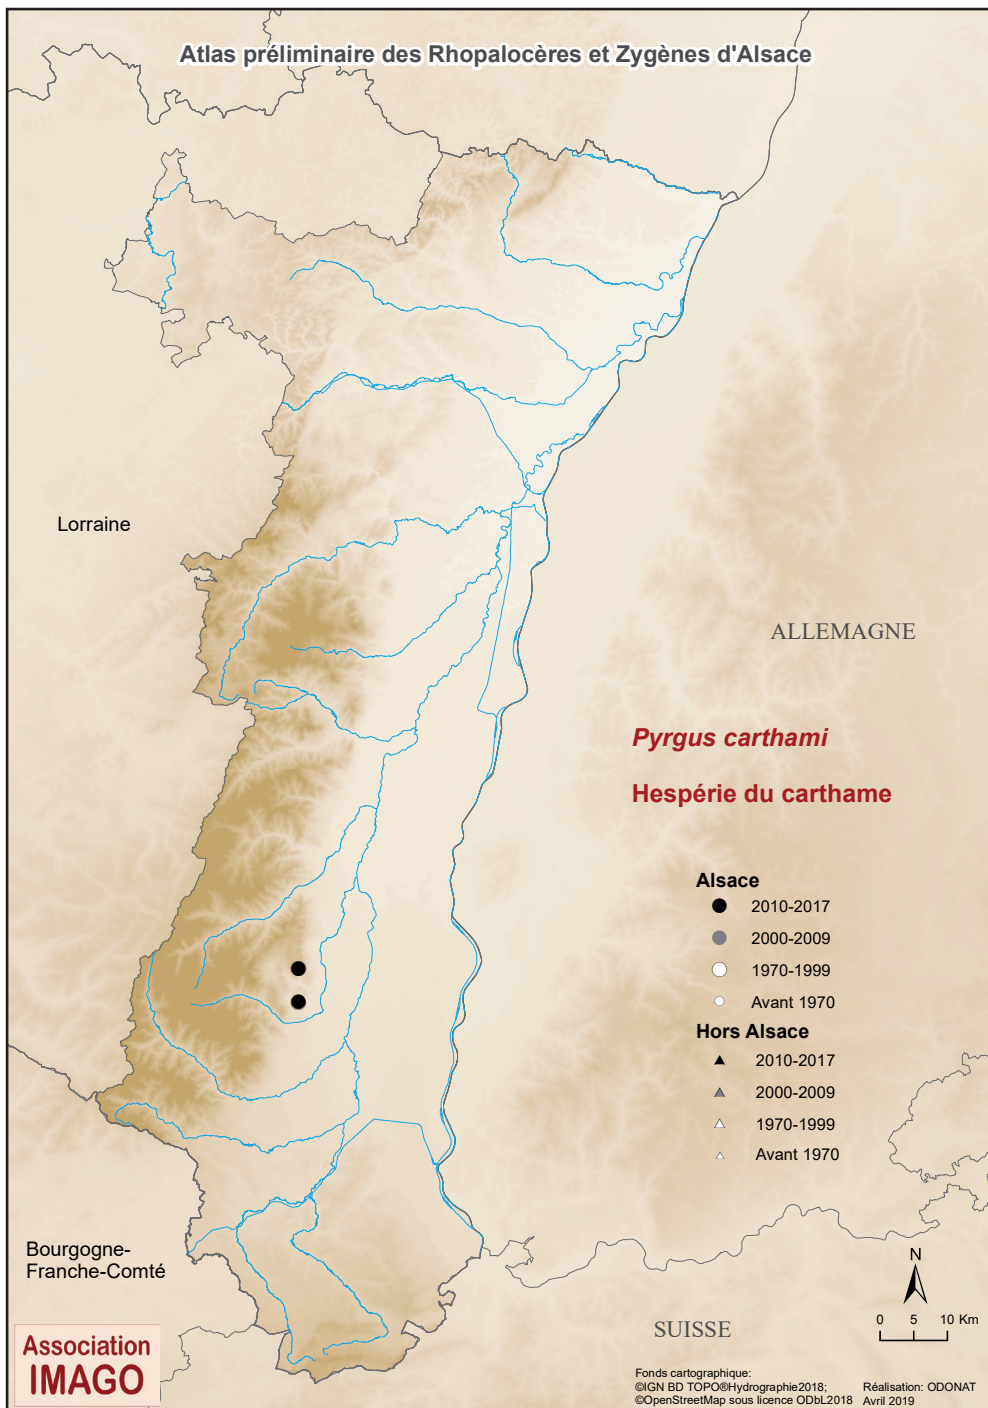 Atlas préliminaire des Rhopalocères et Zygènes d'Alsace
Lorraine
ALLEMAGNE
Pyrgus carthami
Hespérie du carthame
Alsace
2010-2017
2000-2009
1970-1999
Avant 1970
Hors Alsace
2010-2017
2000-2009
1970-1999
Avant 1970
Bourgogne-
Franche-Comté
N
0 5 10 Km
SUISSE
Association
IMAGO
Fonds cartographique:
©IGN BD TOPO®Hydrographie2018;
©OpenStreetMap sous licence ODbL2018
Réalisation: ODONAT
Avril 2019